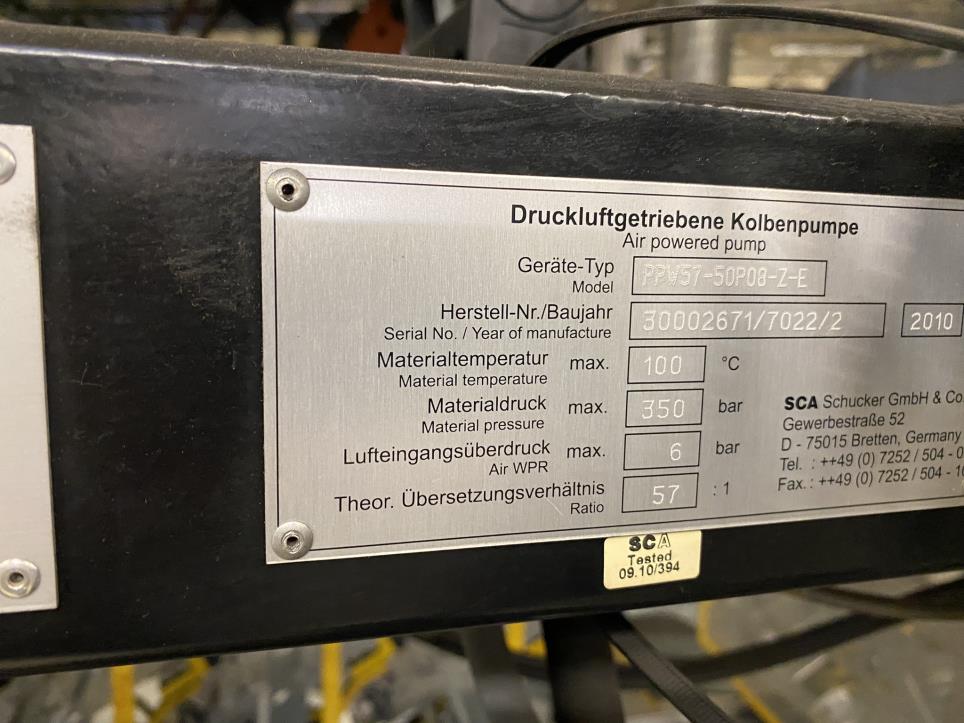 Druckluftgetriebene Kolbenpumpe
Air powered pump
Geräte-Typ PPW57-50P08-Z-E
Model
Herstell-Nr./Baujahr 30002671/7022/2 2010
Serial No. / Year of manufacture
Materialtemperatur max. 100 °C
Material temperature
Materialdruck max. 350 bar
Material pressure
Lufteingangsüberdruck max. 6 bar
Air WPR
Theor. Übersetzungsverhältnis 57 : 1
Ratio
SCA Schucker GmbH & Co.
Gewerbestraße 52
D - 75015 Bretten, Germany
Tel. : ++49 (0) 7252 / 504 - 0
Fax.: ++49 (0) 7252 / 504 - 10
SCA
Tested
09.10/394